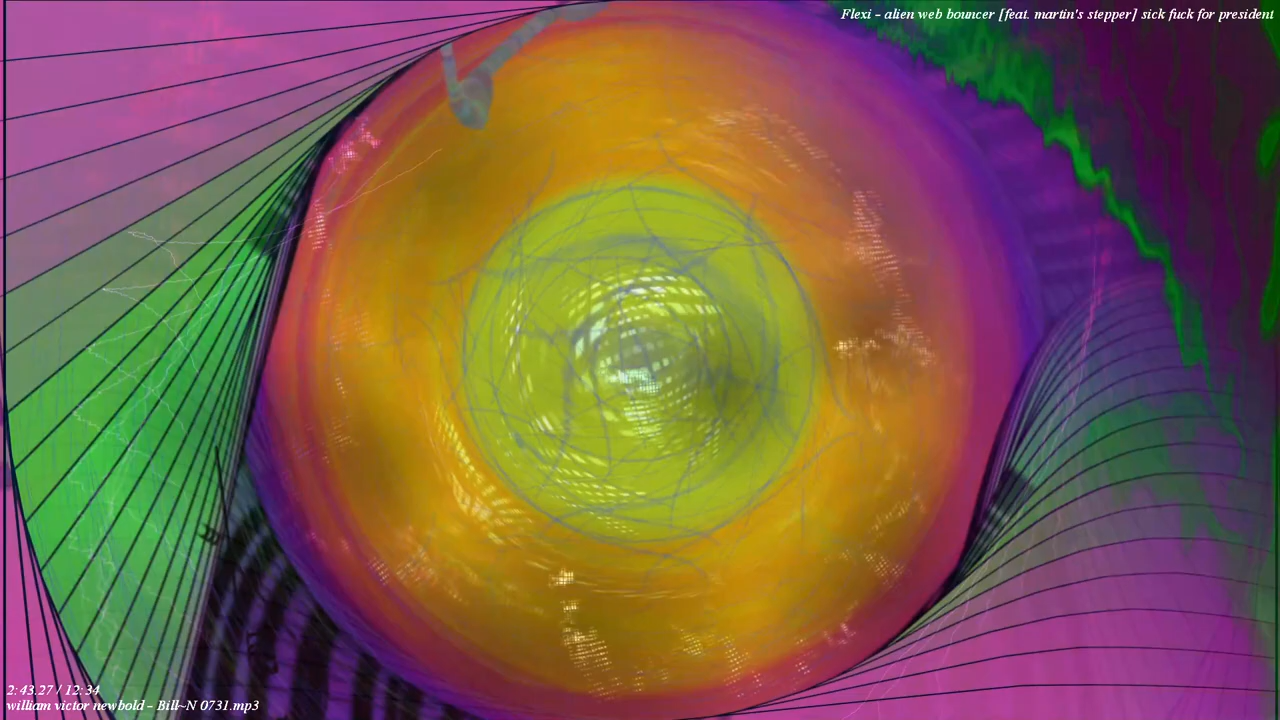 Flexi - alien web bouncer [feat. martin's stepper] sick fuck for president
2:43.27 / 12:34
william victor newbold - Bill~N 0731.mp3